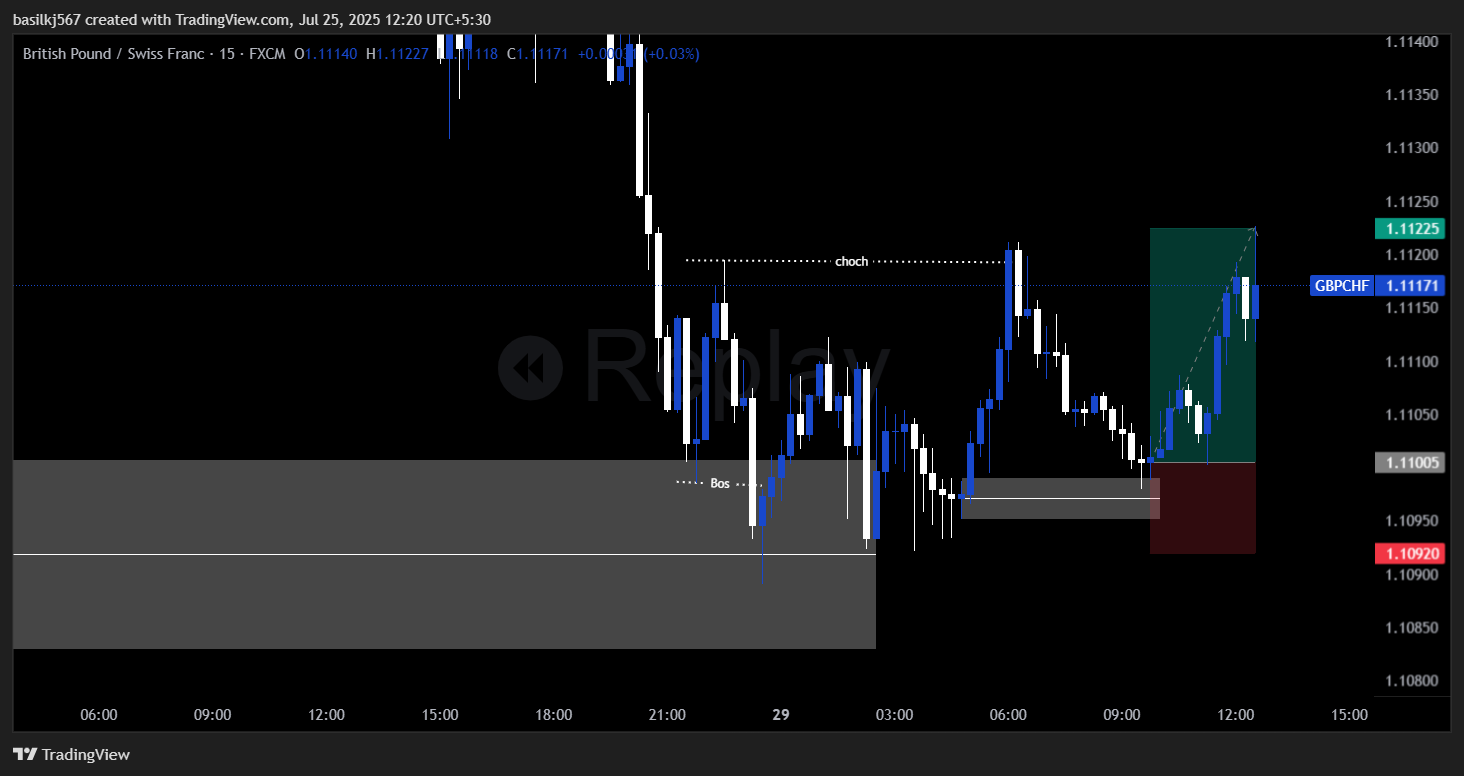 basilkj567 created with TradingView.com, Jul 25, 2025 12:20 UTC+5:30
British Pound / Swiss Franc · 15 · FXCM O1.11140 H1.11227 1.11118 C1.11171 (+0.03%)
1.11400
1.11350
1.11300
1.11250
1.11225
1.11200
choch
GBPCHF 1.11171
1.11150
Replay
1.11100
1.11050
1.11005
Bos
1.10950
1.10920
1.10900
1.10850
1.10800
06:00 09:00 12:00 15:00 18:00 21:00 29 03:00 06:00 09:00 12:00 15:00
TradingView